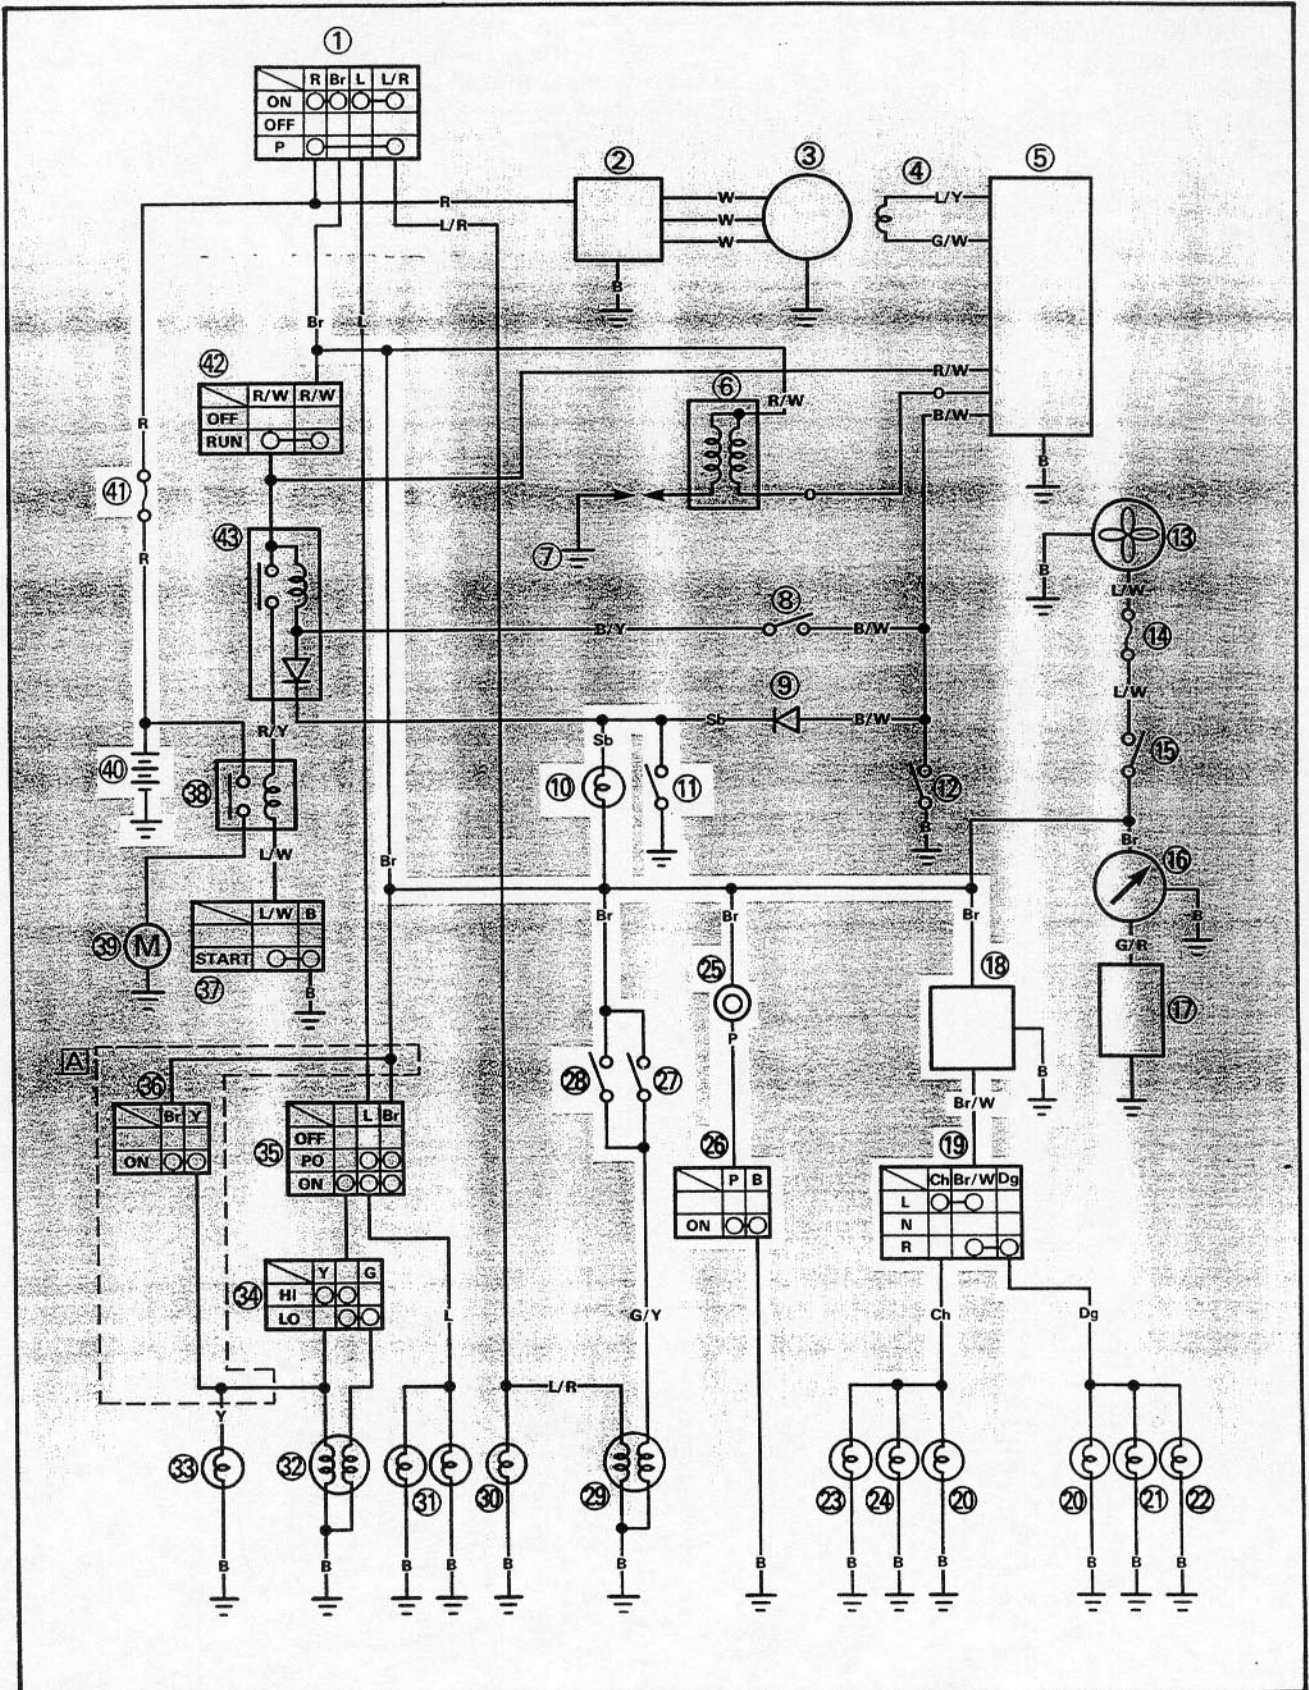 ①
R Br L L/R
ON
OFF
P
② ③ ④ ⑤
R
W
L/Y
W
L/R
W
G/W
B
Br L
㊷
R/W R/W
OFF
RUN
R/W
⑥
R/W
O
B/W
R
㊶
B
O
㊸
⑦
⑬
B
R
L/W
⑧
B/Y
B/W
⑭
L/W
⑨
Sb
B/W
R/Y
Sb
⑮
㊵
㊳
⑩ ⑪ ⑫
B
Br
L/W
Br
⑯
L/W B
START
㊴ M
㊲
B
Br Br Br
B
G/R
㉕ ⑱
⑰
P
A
㊱
Br Y
ON
㉘ ㉗
B
Br/W
L Br
OFF
PO
ON
㉟
㉖
P B
ON
⑲
Ch Br/W Dg
L
N
R
Y G
HI
LO
㉞
L
G/Y
Ch
Dg
L/R
Y
㉝ ㉜ ㉛ ㉚ ㉙ ㉓ ㉔ ⑳ ⑳ ㉑ ㉒
B B B B B B B B B B B B B